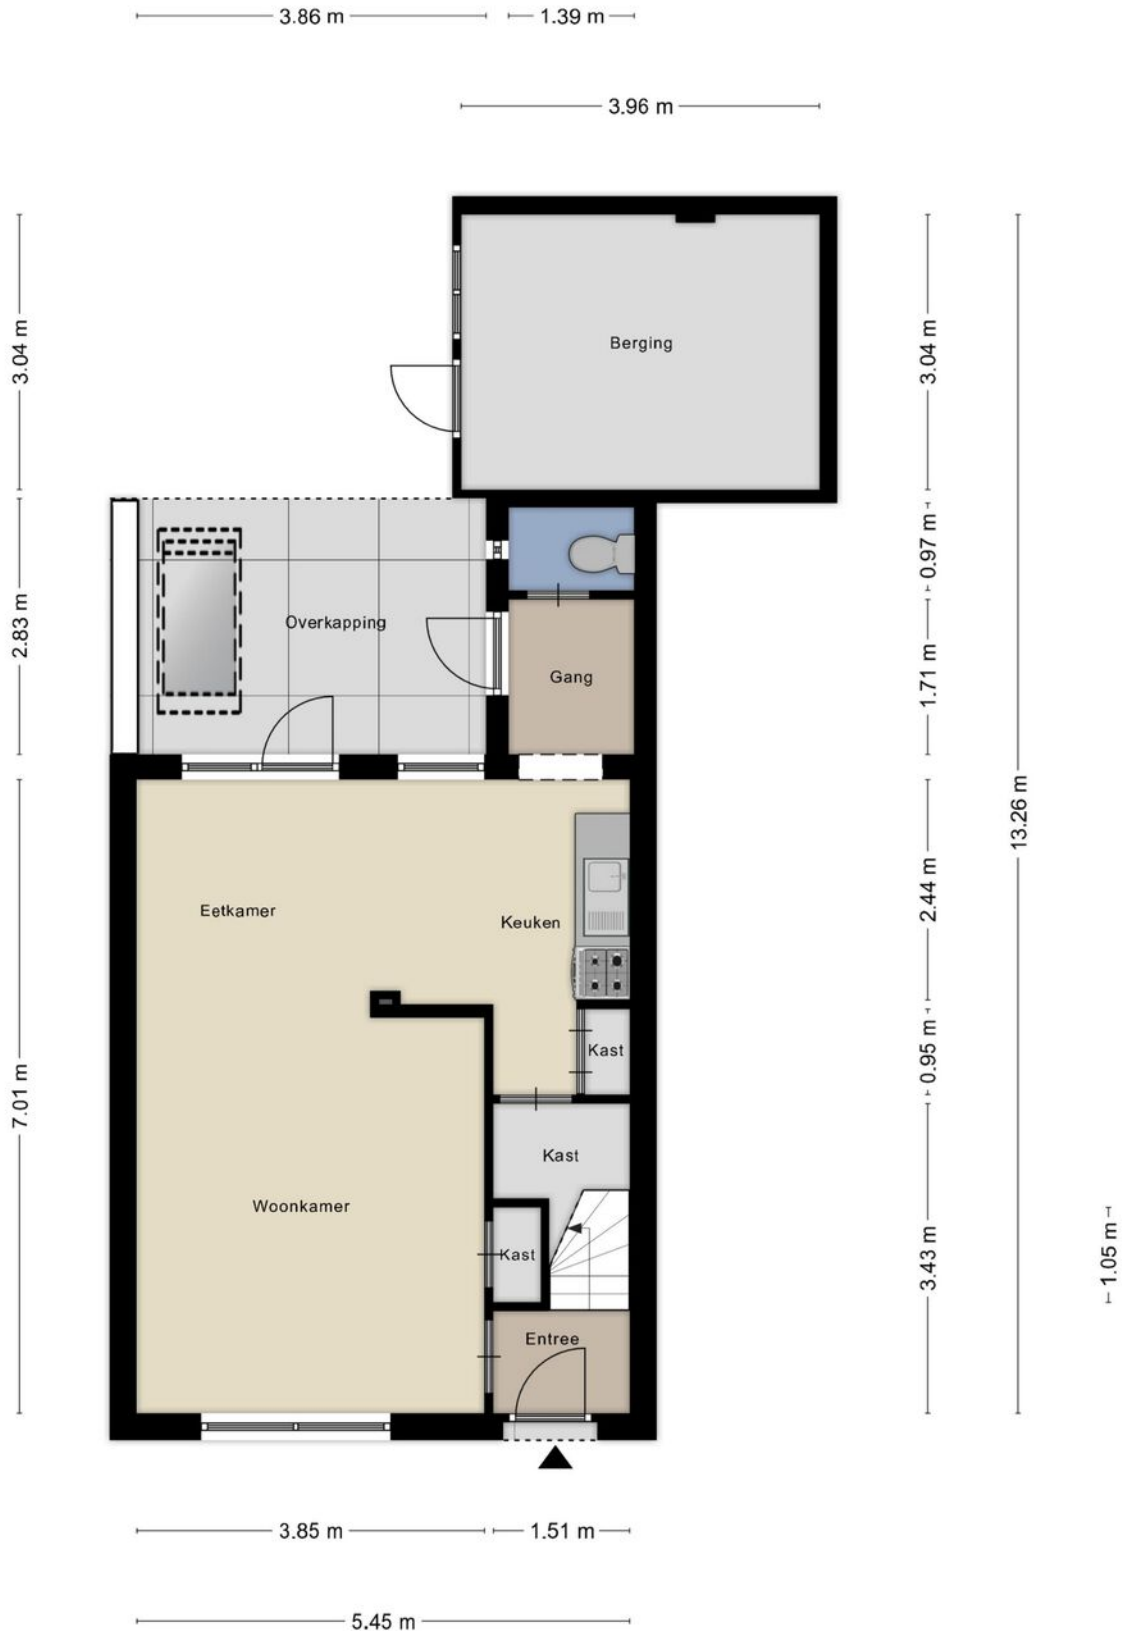 3.86 m
1.39 m
3.96 m
3.04 m
3.04 m
Berging
0.97 m
2.83 m
Overkapping
Gang
1.71 m
13.26 m
2.44 m
Eetkamer
Keuken
7.01 m
Kast
0.95 m
Kast
Woonkamer
Kast
3.43 m
1.05 m
Entree
3.85 m
1.51 m
5.45 m